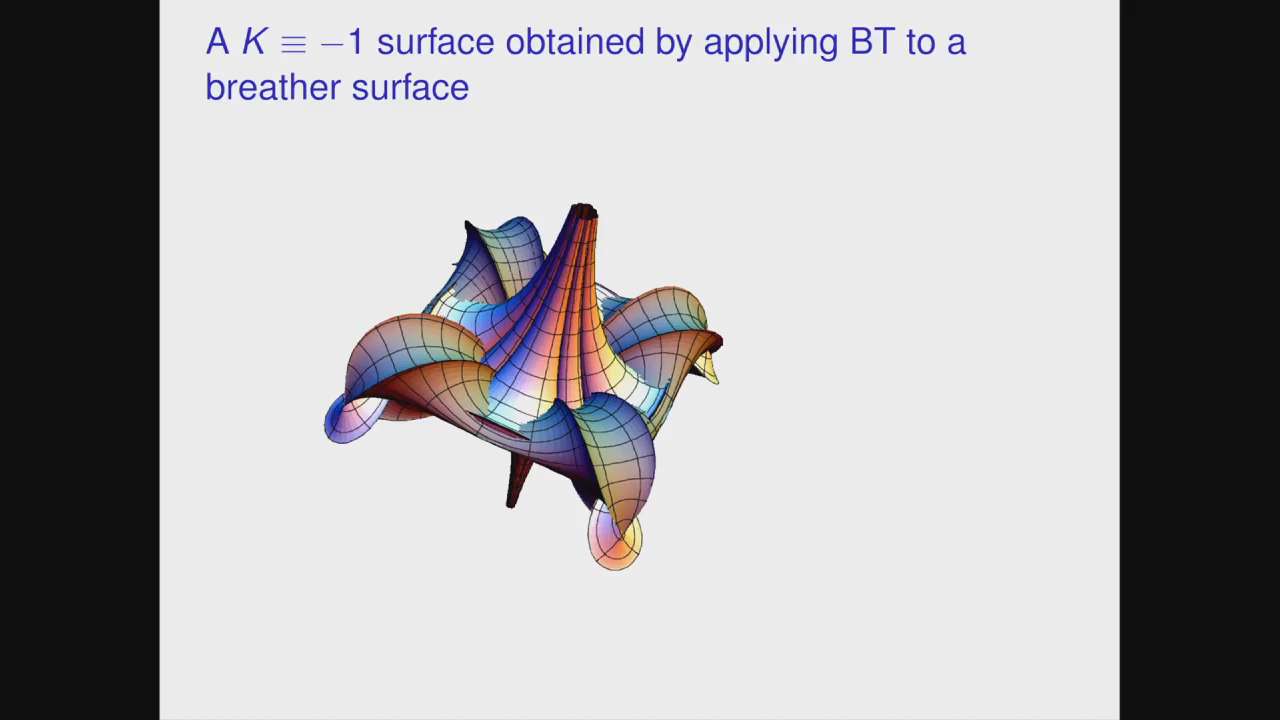 A K ≡ −1 surface obtained by applying BT to a
breather surface